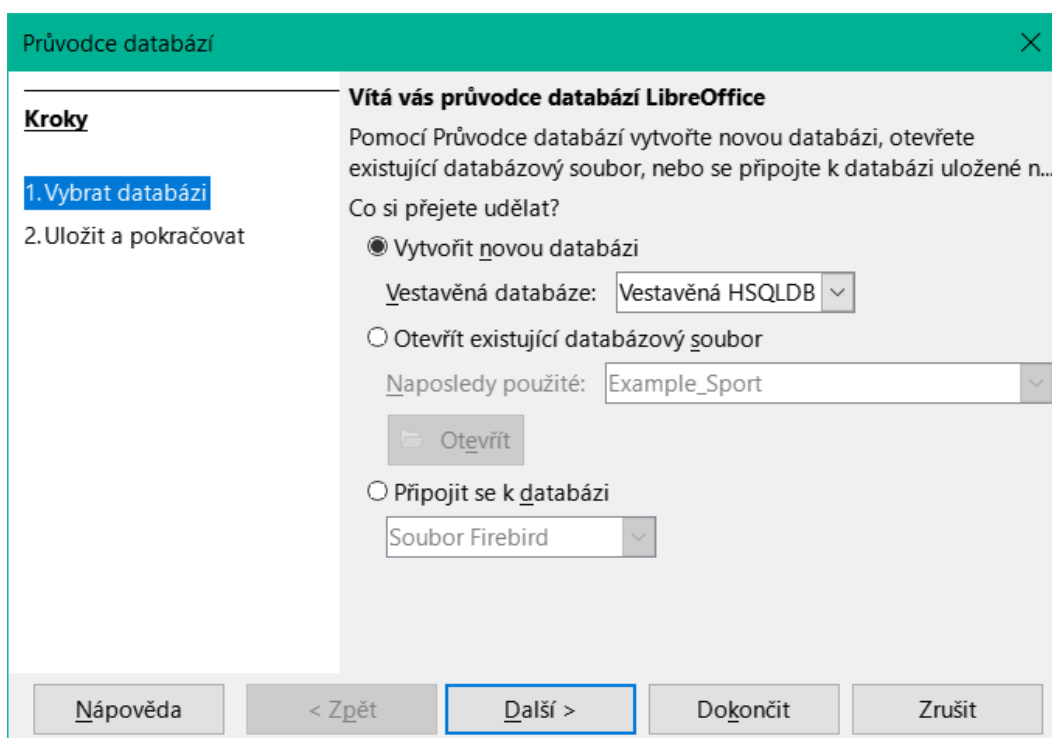 Průvodce databází
Kroky
1. Vybrat databázi
2. Uložit a pokračovat
Vítá vás průvodce databází LibreOffice
Pomocí Průvodce databází vytvořte novou databázi, otevřete
existující databázový soubor, nebo se připojte k databázi uložené n...
Co si přejete udělat?
Vytvořit novou databázi
Vestavěná databáze: Vestavěná HSQLDB
Otevřít existující databázový soubor
Naposledy použité: Example_Sport
Otevřít
Připojit se k databázi
Soubor Firebird
Nápověda < Zpět Další > Dokončit Zrušit